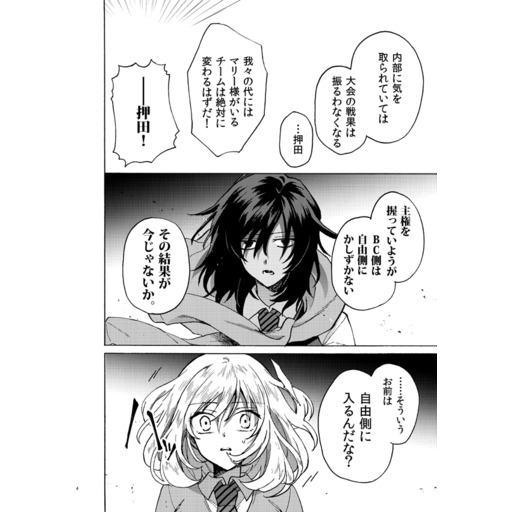 内部に気を
取られていては
大会の戦果は
振るわなくなる
…押田
我々の代には
マリー様がいる
チームは絶対に
変わるはずだ！
──押田！
主権を
握っていようが
BC側は
自由側に
かしずかない
その結果が
今じゃないか。
……そういう
お前は
自由側に
入るんだな？